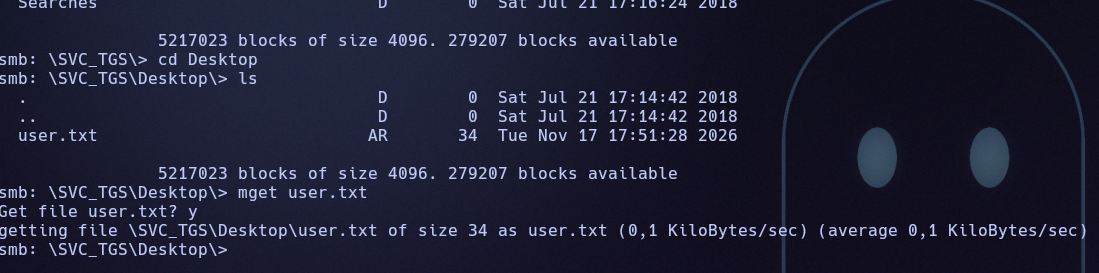 Searches                            D        0  Sat Jul 21 17:16:24 2018
5217023 blocks of size 4096. 279207 blocks available
smb: \SVC_TGS\> cd Desktop
smb: \SVC_TGS\Desktop\> ls
.                                   D        0  Sat Jul 21 17:14:42 2018
..                                  D        0  Sat Jul 21 17:14:42 2018
user.txt                           AR       34  Tue Nov 17 17:51:28 2026
5217023 blocks of size 4096. 279207 blocks available
smb: \SVC_TGS\Desktop\> mget user.txt
Get file user.txt? y
getting file \SVC_TGS\Desktop\user.txt of size 34 as user.txt (0,1 KiloBytes/sec) (average 0,1 KiloBytes/sec)
smb: \SVC_TGS\Desktop\>